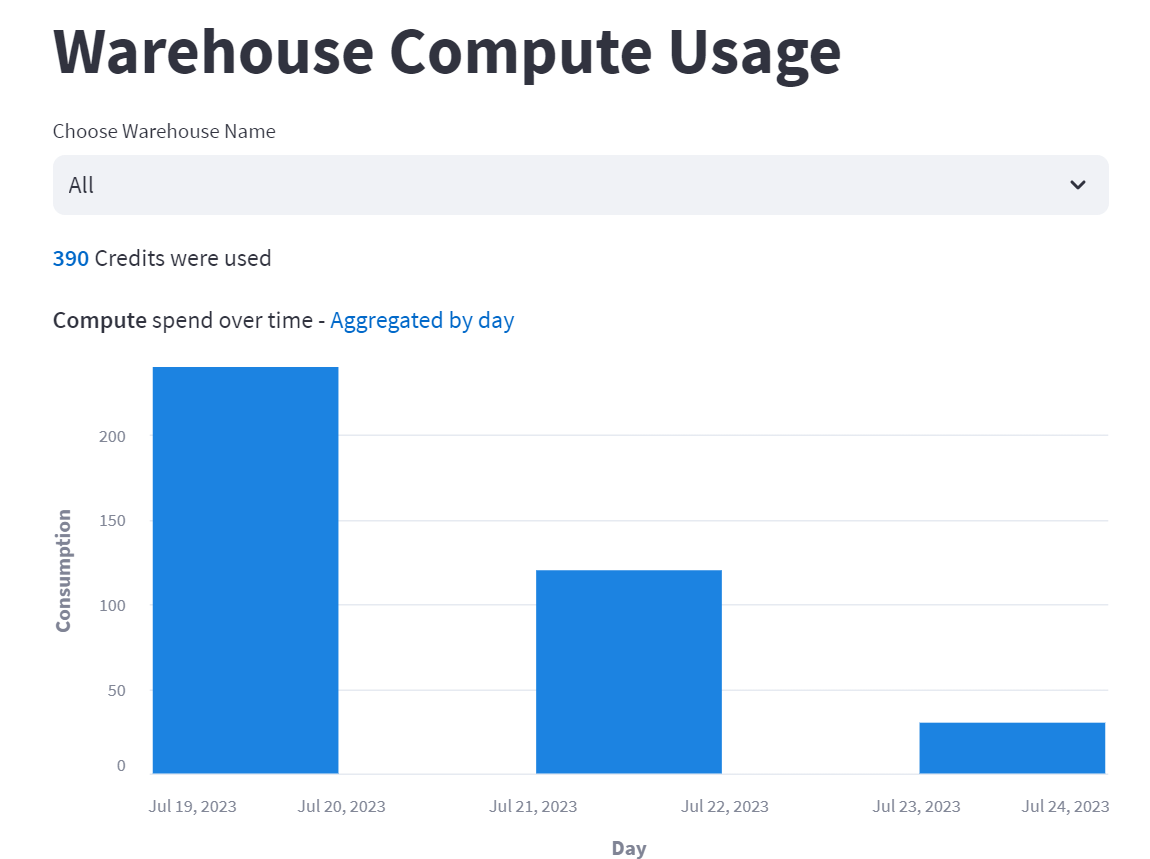 Warehouse Compute Usage
Choose Warehouse Name
All
390 Credits were used
Compute spend over time - Aggregated by day
200
150
100
50
0
Consumption
Jul 19, 2023 Jul 20, 2023 Jul 21, 2023 Jul 22, 2023 Jul 23, 2023 Jul 24, 2023
Day